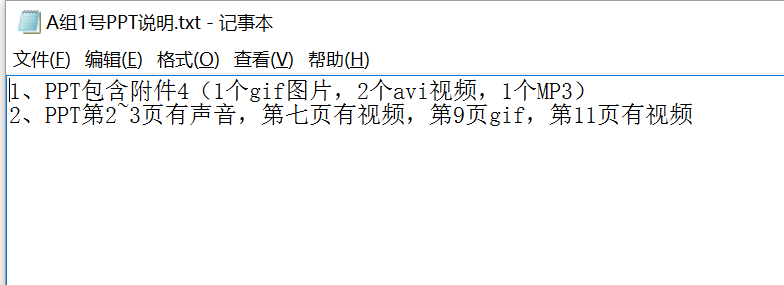 A组1号PPT说明.txt - 记事本
文件(F) 编辑(E) 格式(O) 查看(V) 帮助(H)
1、PPT包含附件4（1个gif图片，2个avi视频，1个MP3）
2、PPT第2~3页有声音，第七页有视频，第9页gif，第11页有视频